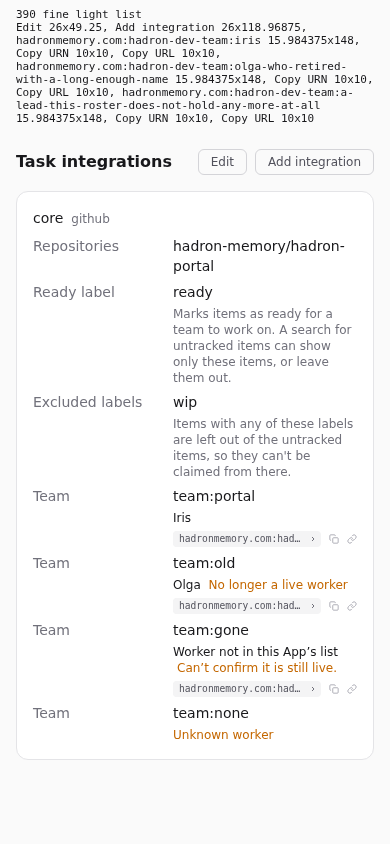 390 fine light list
Edit 26x49.25, Add integration 26x118.96875,
hadronmemory.com:hadron-dev-team:iris 15.984375x148,
Copy URN 10x10, Copy URL 10x10,
hadronmemory.com:hadron-dev-team:olga-who-retired-
with-a-long-enough-name 15.984375x148, Copy URN 10x10,
Copy URL 10x10, hadronmemory.com:hadron-dev-team:a-
lead-this-roster-does-not-hold-any-more-at-all
15.984375x148, Copy URN 10x10, Copy URL 10x10
Task integrations Edit Add integration
core github
Repositories hadron-memory/hadron-
portal
Ready label ready
Marks items as ready for a
team to work on. A search for
untracked items can show
only these items, or leave
them out.
Excluded labels wip
Items with any of these labels
are left out of the untracked
items, so they can't be
claimed from there.
Team team:portal
Iris
hadronmemory.com:had… ›
Team team:old
Olga No longer a live worker
hadronmemory.com:had… ›
Team team:gone
Worker not in this App’s list
Can’t confirm it is still live.
hadronmemory.com:had… ›
Team team:none
Unknown worker